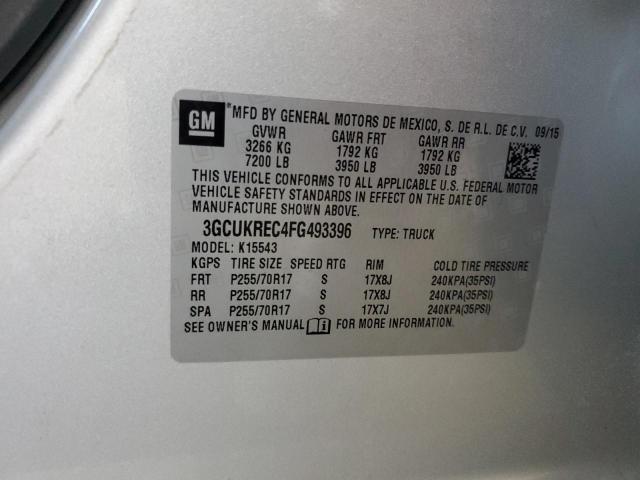 GM
MFD BY GENERAL MOTORS DE MEXICO, S. DE R.L. DE C.V. 09/15
GVWR GAWR FRT GAWR RR
3266 KG 1792 KG 1792 KG
7200 LB 3950 LB 3950 LB
THIS VEHICLE CONFORMS TO ALL APPLICABLE U.S. FEDERAL MOTOR
VEHICLE SAFETY STANDARDS IN EFFECT ON THE DATE OF
MANUFACTURE SHOWN ABOVE.
3GCUKREC4FG493396 TYPE: TRUCK
MODEL: K15543
KGPS TIRE SIZE SPEED RTG RIM COLD TIRE PRESSURE
FRT P255/70R17 S 17X8J 240KPA(35PSI)
RR P255/70R17 S 17X8J 240KPA(35PSI)
SPA P255/70R17 S 17X7J 240KPA(35PSI)
SEE OWNER'S MANUAL FOR MORE INFORMATION.